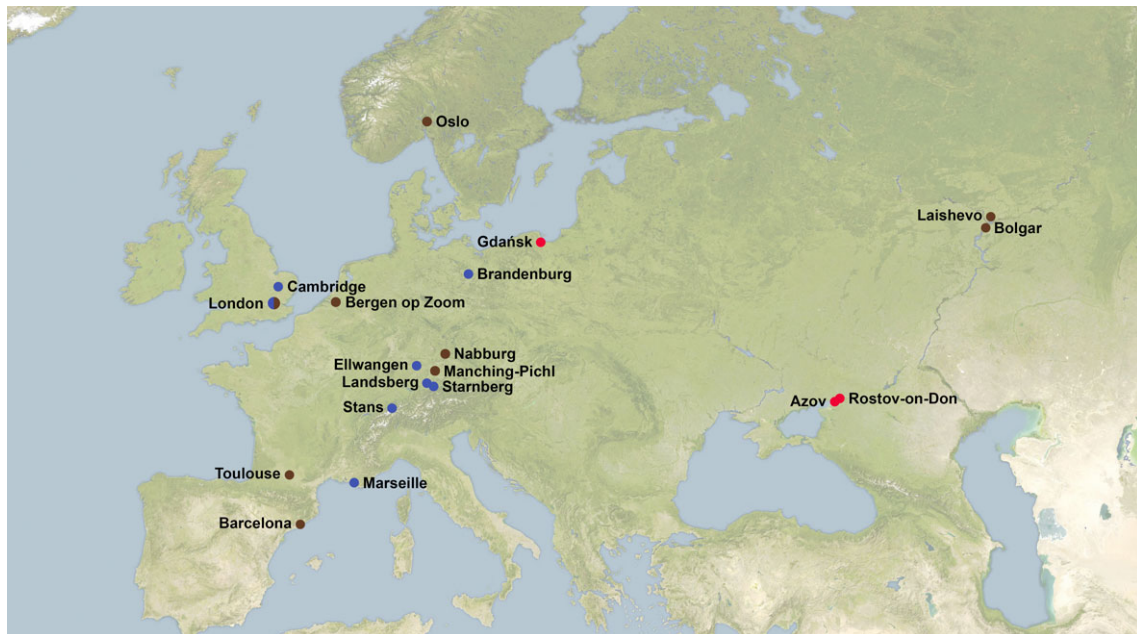 Oslo
Laishevo
Bolgar
Gdańsk
Brandenburg
Cambridge
London
Bergen op Zoom
Nabburg
Ellwangen
Manching-Pichl
Landsberg
Starnberg
Stans
Azov
Rostov-on-Don
Toulouse
Marseille
Barcelona